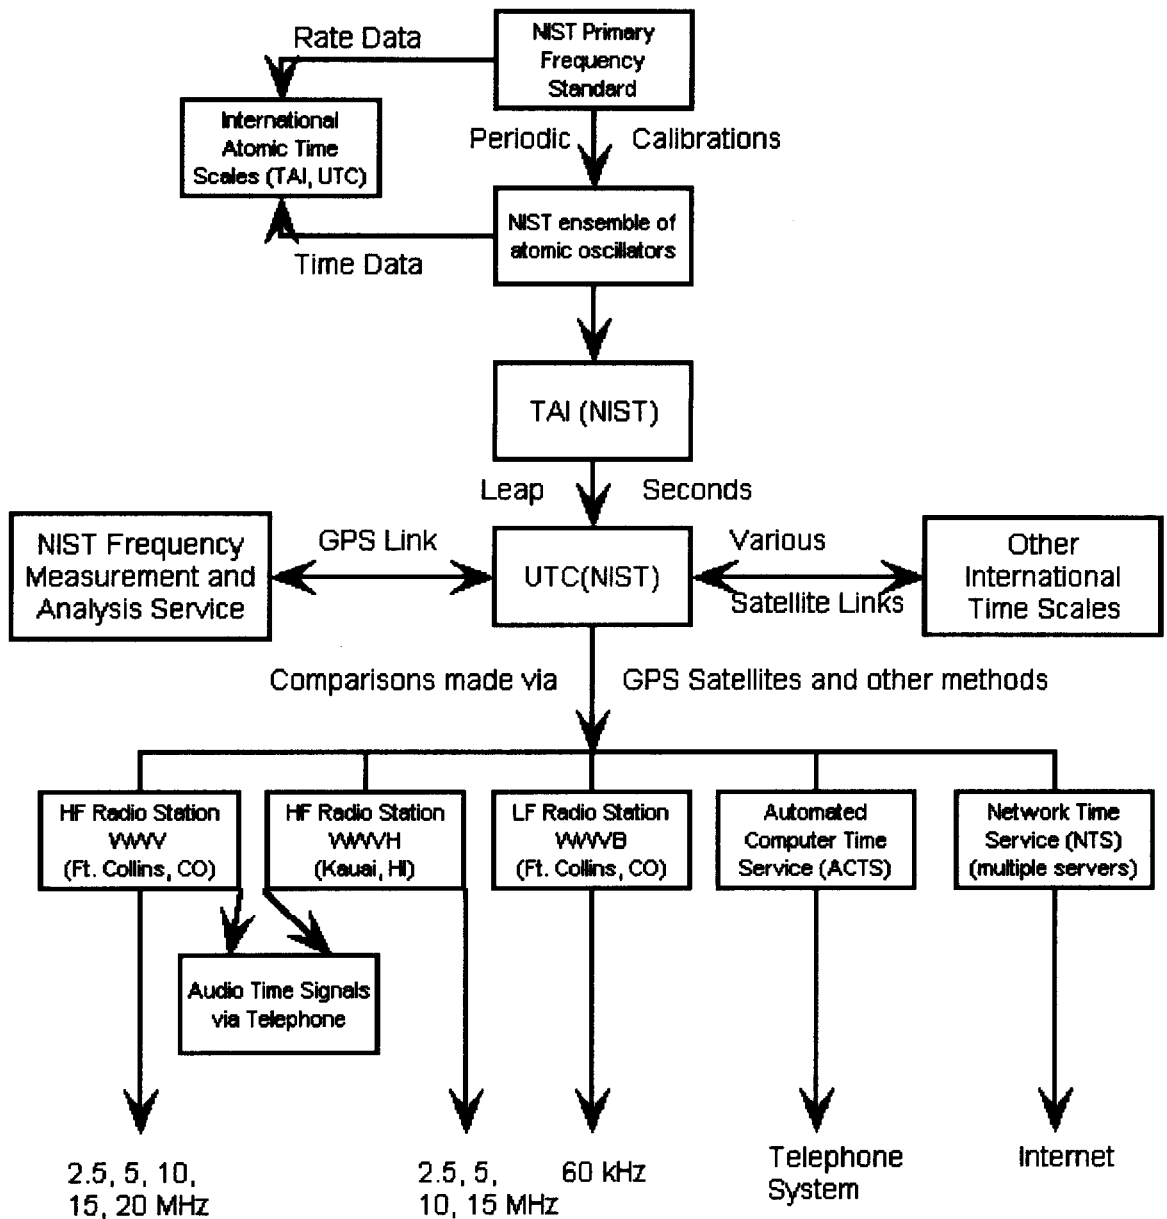 Rate Data
NIST Primary
Frequency
Standard
International
Atomic Time
Scales (TAI, UTC)
Periodic Calibrations
NIST ensemble of
atomic oscillators
Time Data
TAI (NIST)
Leap Seconds
NIST Frequency
Measurement and
Analysis Service
GPS Link
UTC(NIST)
Various
Satellite Links
Other
International
Time Scales
Comparisons made via GPS Satellites and other methods
HF Radio Station
WWV
(Ft. Collins, CO)
HF Radio Station
WWVH
(Kauai, HI)
LF Radio Station
WWVB
(Ft. Collins, CO)
Automated
Computer Time
Service (ACTS)
Network Time
Service (NTS)
(multiple servers)
Audio Time Signals
via Telephone
2.5, 5, 10,
15, 20 MHz
2.5, 5,
10, 15 MHz
60 kHz
Telephone
System
Internet